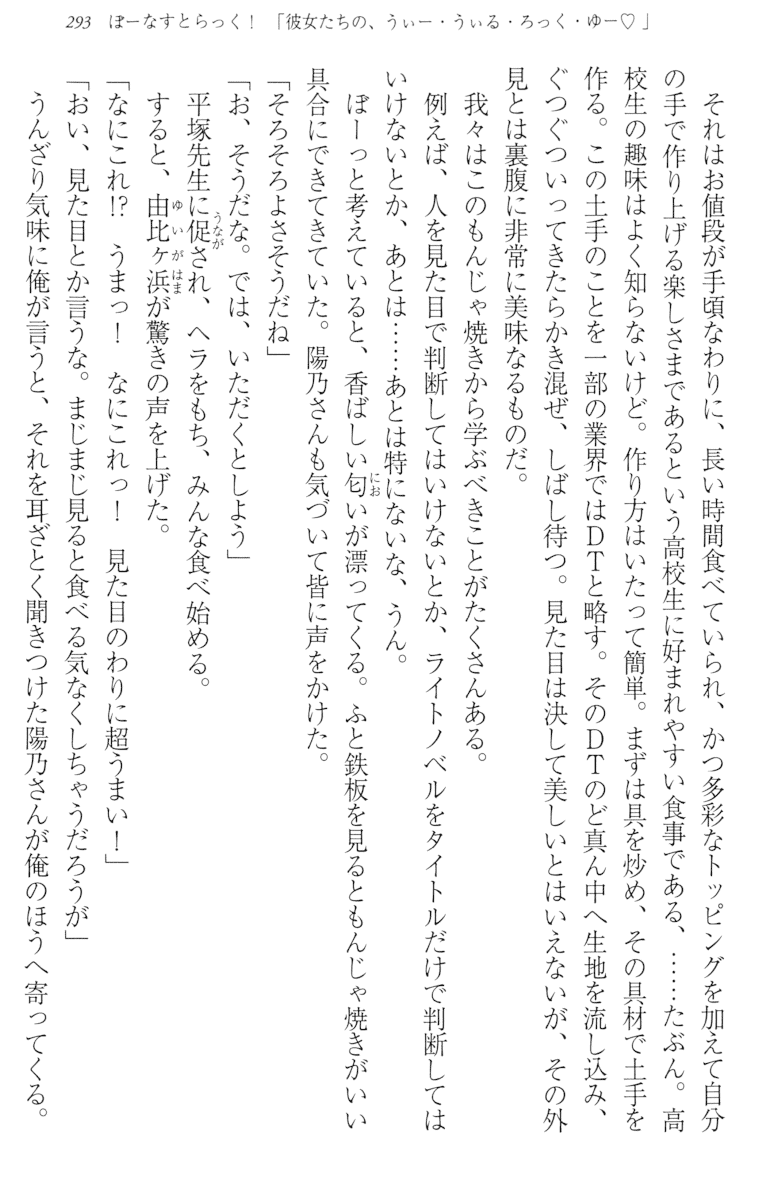 293 ぼーなすとらっく！ 「彼女たちの、うぃー・うぃる・ろっく・ゆー♡」
　それはお値段が手頃なわりに、長い時間食べていられ、かつ多彩なトッピングを加えて自分
の手で作り上げる楽しさまであるという高校生に好まれやすい食事である、……たぶん。高
校生の趣味はよく知らないけど。作り方はいたって簡単。まずは具を炒め、その具材で土手を
作る。この土手のことを一部の業界ではＤＴと略す。そのＤＴのど真ん中へ生地を流し込み、
ぐつぐついってきたらかき混ぜ、しばし待つ。見た目は決して美しいとはいえないが、その外
見とは裏腹に非常に美味なるものだ。
　我々はこのもんじゃ焼きから学ぶべきことがたくさんある。
　例えば、人を見た目で判断してはいけないとか、ライトノベルをタイトルだけで判断しては
いけないとか、あとは……あとは特にないな、うん。
　ぼーっと考えていると、香ばしい匂いが漂ってくる。ふと鉄板を見るともんじゃ焼きがいい
具合にできてきていた。陽乃さんも気づいて皆に声をかけた。
「そろそろよさそうだね」
「お、そうだな。では、いただくとしよう」
　平塚先生に促され、ヘラをもち、みんな食べ始める。
　すると、由比ヶ浜が驚きの声を上げた。
「なにこれ!?　うまっ！　なにこれっ！　見た目のわりに超うまい！」
「おい、見た目とか言うな。まじまじ見ると食べる気なくしちゃうだろうが」
　うんざり気味に俺が言うと、それを耳ざとく聞きつけた陽乃さんが俺のほうへ寄ってくる。